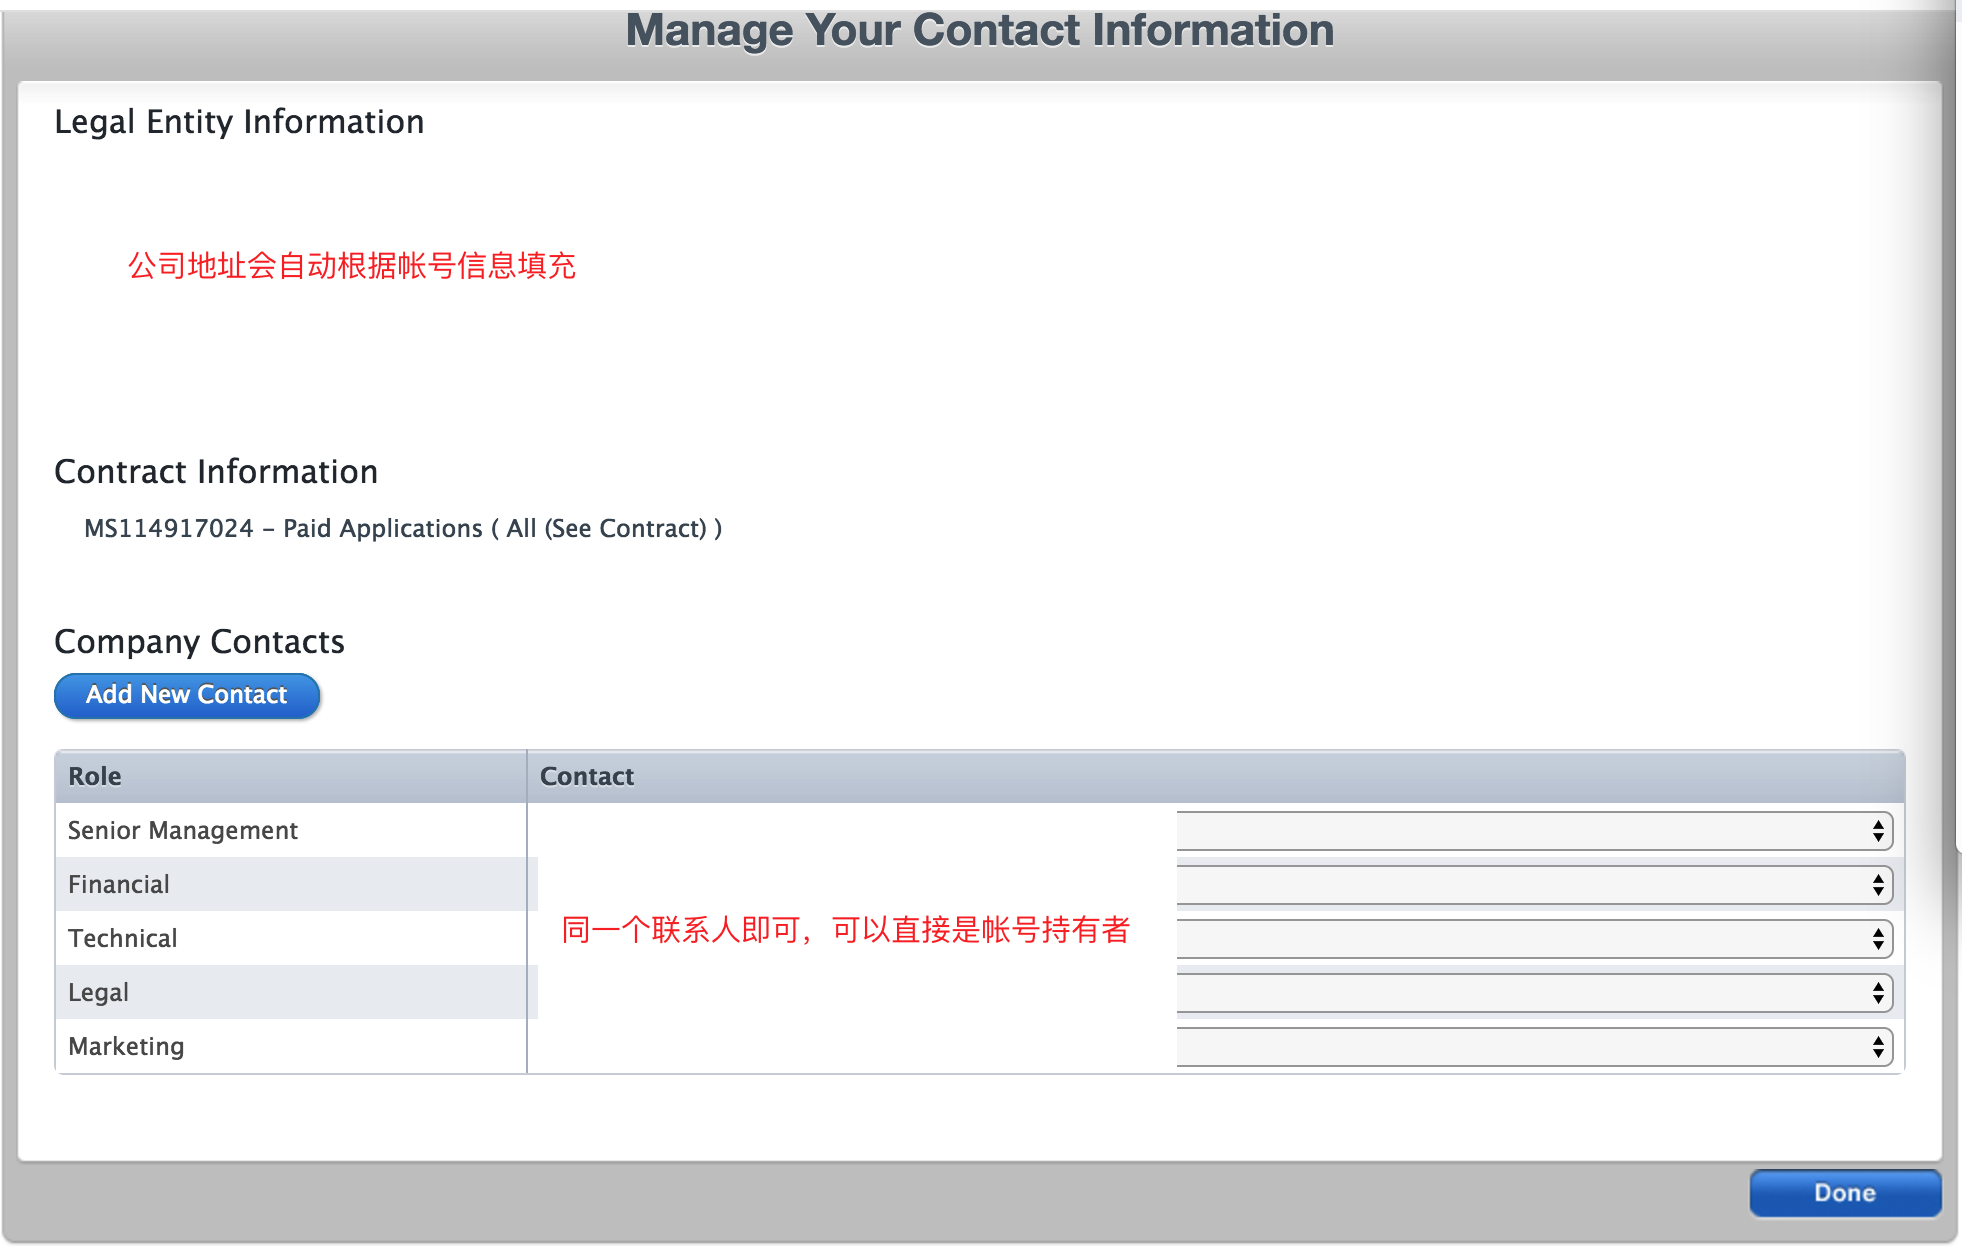 Manage Your Contact Information
Legal Entity Information
公司地址会自动根据帐号信息填充
Contract Information
MS114917024 – Paid Applications ( All (See Contract) )
Company Contacts
Add New Contact
Role Contact
Senior Management
Financial
同一个联系人即可，可以直接是帐号持有者
Technical
Legal
Marketing
Done